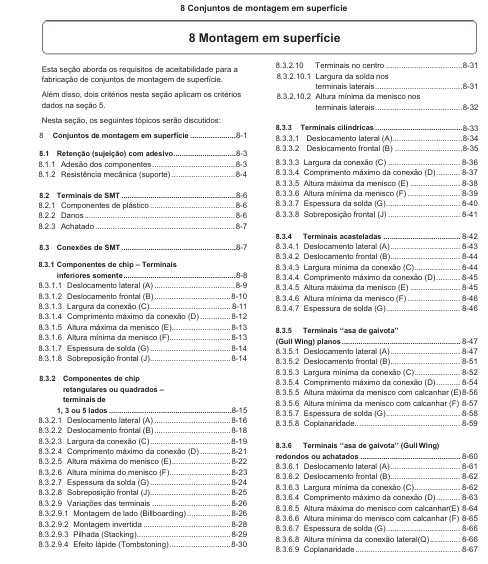 8 Conjuntos de montagem em superfície
8 Montagem em superfície
Esta seção aborda os requisitos de aceitabilidade para a
fabricação de conjuntos de montagem de superfície.
Além disso, dois critérios nesta seção aplicam os critérios
dados na seção 5.
Nesta seção, os seguintes tópicos serão discutidos:
8 Conjuntos de montagem em superfície ....................8-1
8.1 Retenção (sujeição) com adesivo..........................8-3
8.1.1 Adesão dos componentes....................................8-3
8.1.2 Resistência mecânica (suporte) ..........................8-4
8.2 Terminais de SMT ................................................8-6
8.2.1 Componentes de plástico ....................................8-6
8.2.2 Danos..................................................................8-6
8.2.3 Achatado .............................................................8-7
8.3 Conexões de SMT ................................................8-7
8.3.1 Componentes de chip – Terminais
inferiores somente..................................................8-8
8.3.1.1 Deslocamento lateral (A)....................................8-9
8.3.1.2 Deslocamento frontal (B) ................................8-10
8.3.1.3 Largura da conexão (C)..................................8-11
8.3.1.4 Comprimento máximo da conexão (D)............8-12
8.3.1.5 Altura máxima da menisco (E).........................8-13
8.3.1.6 Altura mínima da menisco (F)..........................8-13
8.3.1.7 Espessura de solda (G)..................................8-14
8.3.1.8 Sobreposição frontal (J)..................................8-14
8.3.2 Componentes de chip
retangulares ou quadrados –
terminais de
1, 3 ou 5 lados ....................................................8-15
8.3.2.1 Deslocamento lateral (A)..................................8-16
8.3.2.2 Deslocamento frontal (B) ................................8-18
8.3.2.3 Largura da conexão (C)..................................8-19
8.3.2.4 Comprimento máximo da conexão (D)............8-21
8.3.2.5 Altura máxima do menisco (E).........................8-22
8.3.2.6 Altura mínima do menisco (F)..........................8-23
8.3.2.7 Espessura da solda (G)..................................8-24
8.3.2.8 Sobreposição frontal (J)..................................8-25
8.3.2.9 Variações das terminais..................................8-26
8.3.2.9.1 Montagem de lado (Billboarding)..................8-26
8.3.2.9.2 Montagem invertida .....................................8-28
8.3.2.9.3 Pilhada (Stacking)........................................8-29
8.3.2.9.4 Efeito lápide (Tombstoning)..........................8-30
8.3.2.10 Terminais no centro ......................................8-31
8.3.2.10.1 Largura da solda nos
terminais laterais..........................................8-31
8.3.2.10.2 Altura mínima da menisco nos
terminais laterais..........................................8-32
8.3.3 Terminais cilíndricas..........................................8-33
8.3.3.1 Deslocamento lateral (A)..................................8-34
8.3.3.2 Deslocamento frontal (B) ................................8-35
8.3.3.3 Largura da conexão (C) ..................................8-36
8.3.3.4 Comprimento máximo da conexão (D)............8-37
8.3.3.5 Altura máxima da menisco (E) ........................8-38
8.3.3.6 Altura mínima da menisco (F) .........................8-39
8.3.3.7 Espessura da solda (G)..................................8-40
8.3.3.8 Sobreposição frontal (J)..................................8-41
8.3.4 Terminais acasteladas........................................8-42
8.3.4.1 Deslocamento lateral (A)..................................8-43
8.3.4.2 Deslocamento frontal (B) ................................8-44
8.3.4.3 Largura mínima da conexão (C)......................8-44
8.3.4.4 Comprimento mínimo da conexão (D)............8-45
8.3.4.5 Altura máxima da menisco (E) ........................8-45
8.3.4.6 Altura mínima da menisco (F) .........................8-46
8.3.4.7 Espessura da solda (G)..................................8-46
8.3.5 Terminais “asa de gaivota”
(Gull Wing) planos......................................................8-47
8.3.5.1 Deslocamento lateral (A)..................................8-47
8.3.5.2 Deslocamento frontal (B) ................................8-51
8.3.5.3 Largura mínima da conexão (C)......................8-52
8.3.5.4 Comprimento mínimo da conexão (D)............8-54
8.3.5.5 Altura máxima da menisco com calcanhar (E)8-56
8.3.5.6 Altura mínima da menisco com calcanhar (F) 8-57
8.3.5.7 Espessura de solda (G)..................................8-58
8.3.5.8 Coplanaridade..................................................8-59
8.3.6 Terminais “asa de gaivota” (Gull Wing)
redondos ou achatados ............................................8-60
8.3.6.1 Deslocamento lateral (A)..................................8-61
8.3.6.2 Deslocamento frontal (B) ................................8-62
8.3.6.3 Largura mínima da conexão (C)......................8-62
8.3.6.4 Comprimento mínimo da conexão (D)............8-63
8.3.6.5 Altura máxima do menisco com calcanhar(E) 8-64
8.3.6.6 Altura mínima do menisco com calcanhar (F) 8-65
8.3.6.7 Espessura da solda (G)..................................8-66
8.3.6.8 Altura mínima da conexão lateral(Q)...............8-66
8.3.6.9 Coplanaridade..................................................8-67